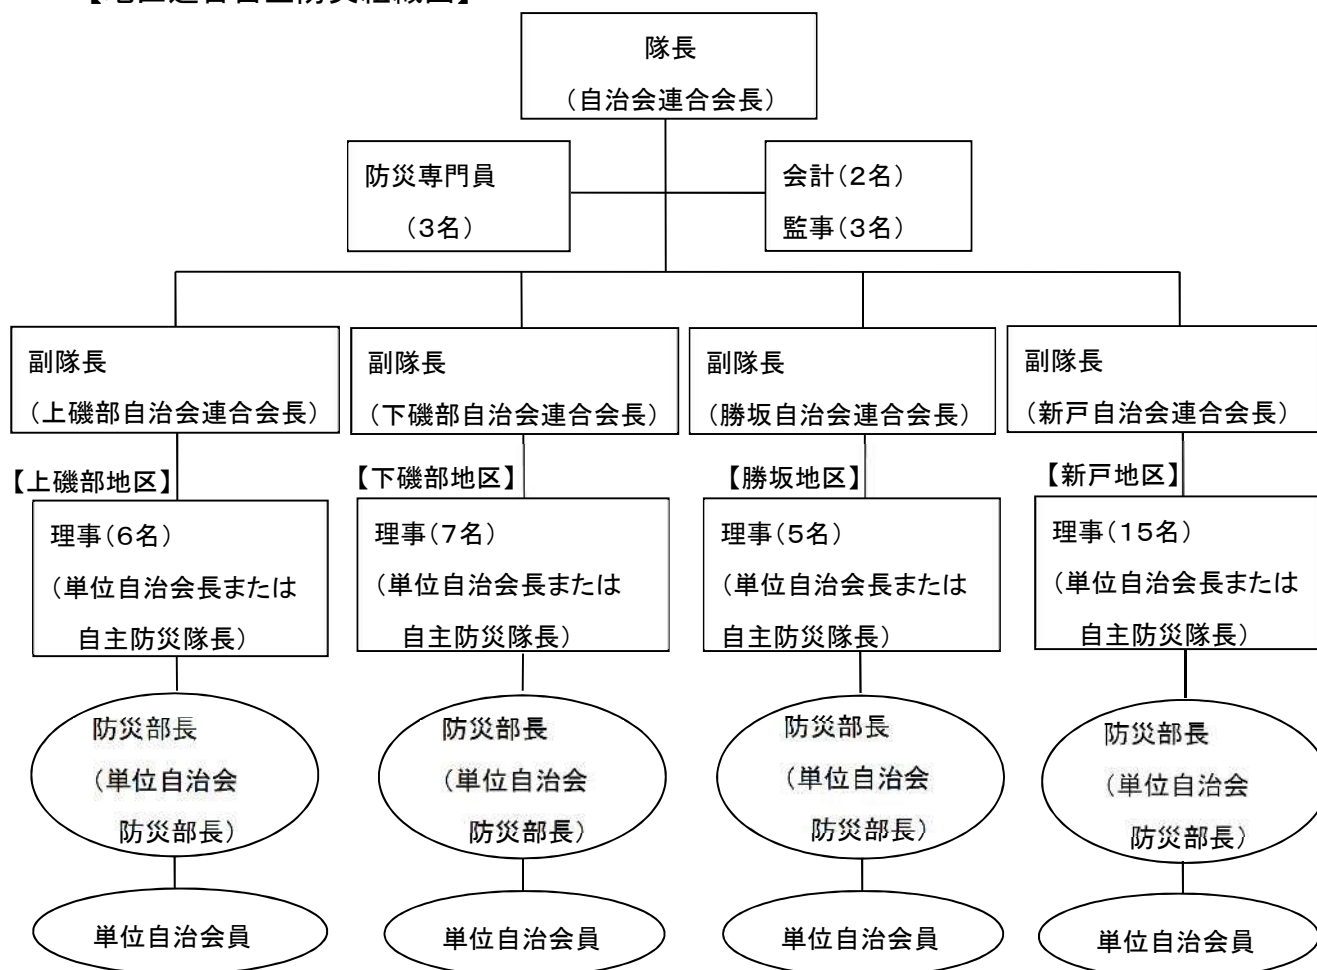 隊長
（自治会連合会長）
防災専門員
（3名）
会計（2名）
監事（3名）
副隊長
（上磯部自治会連合会長）
副隊長
（下磯部自治会連合会長）
副隊長
（勝坂自治会連合会長）
副隊長
（新戸自治会連合会長）
【上磯部地区】
【下磯部地区】
【勝坂地区】
【新戸地区】
理事（6名）
（単位自治会長または
自主防災隊長）
理事（7名）
（単位自治会長または
自主防災隊長）
理事（5名）
（単位自治会長または
自主防災隊長）
理事（15名）
（単位自治会長または
自主防災隊長）
防災部長
（単位自治会
防災部長）
防災部長
（単位自治会
防災部長）
防災部長
（単位自治会
防災部長）
防災部長
（単位自治会
防災部長）
単位自治会員
単位自治会員
単位自治会員
単位自治会員